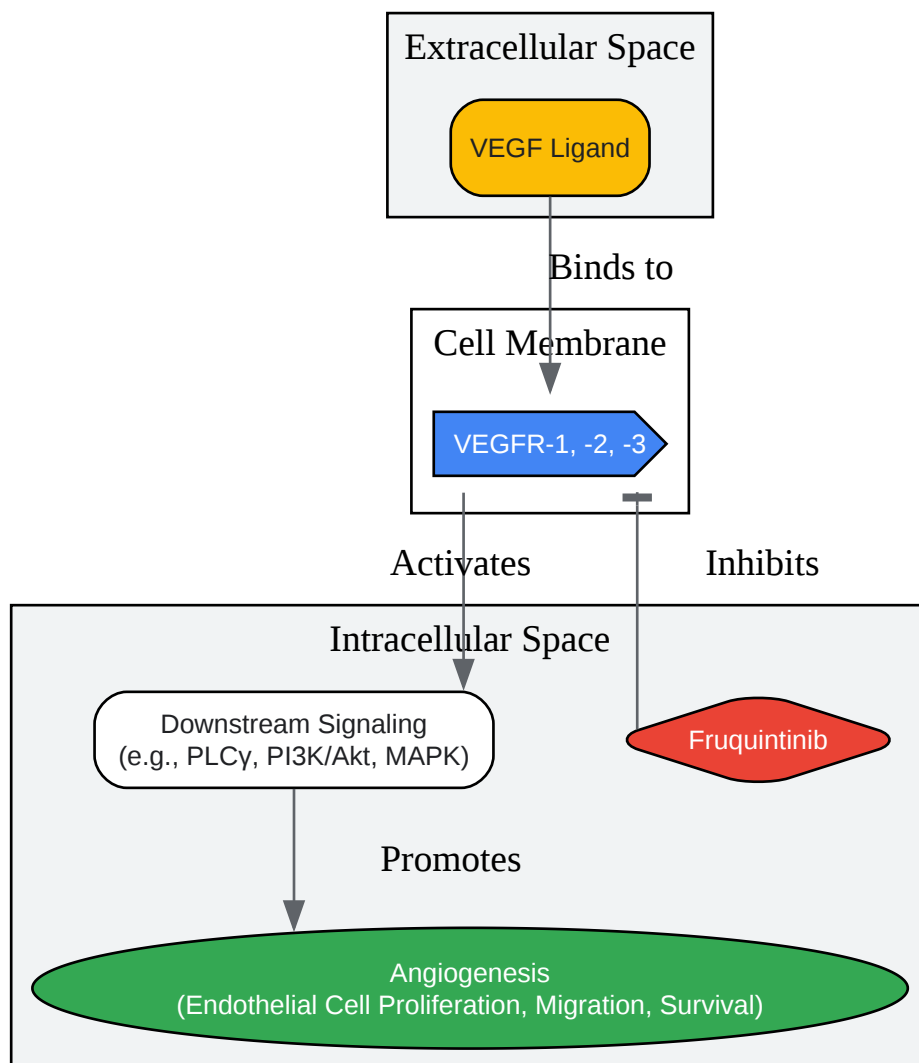 Extracellular Space
VEGF Ligand
Binds to
Cell Membrane
VEGFR-1, -2, -3
Activates
Inhibits
Intracellular Space
Downstream Signaling
(e.g., PLCγ, PI3K/Akt, MAPK)
Fruquintinib
Promotes
Angiogenesis
(Endothelial Cell Proliferation, Migration, Survival)